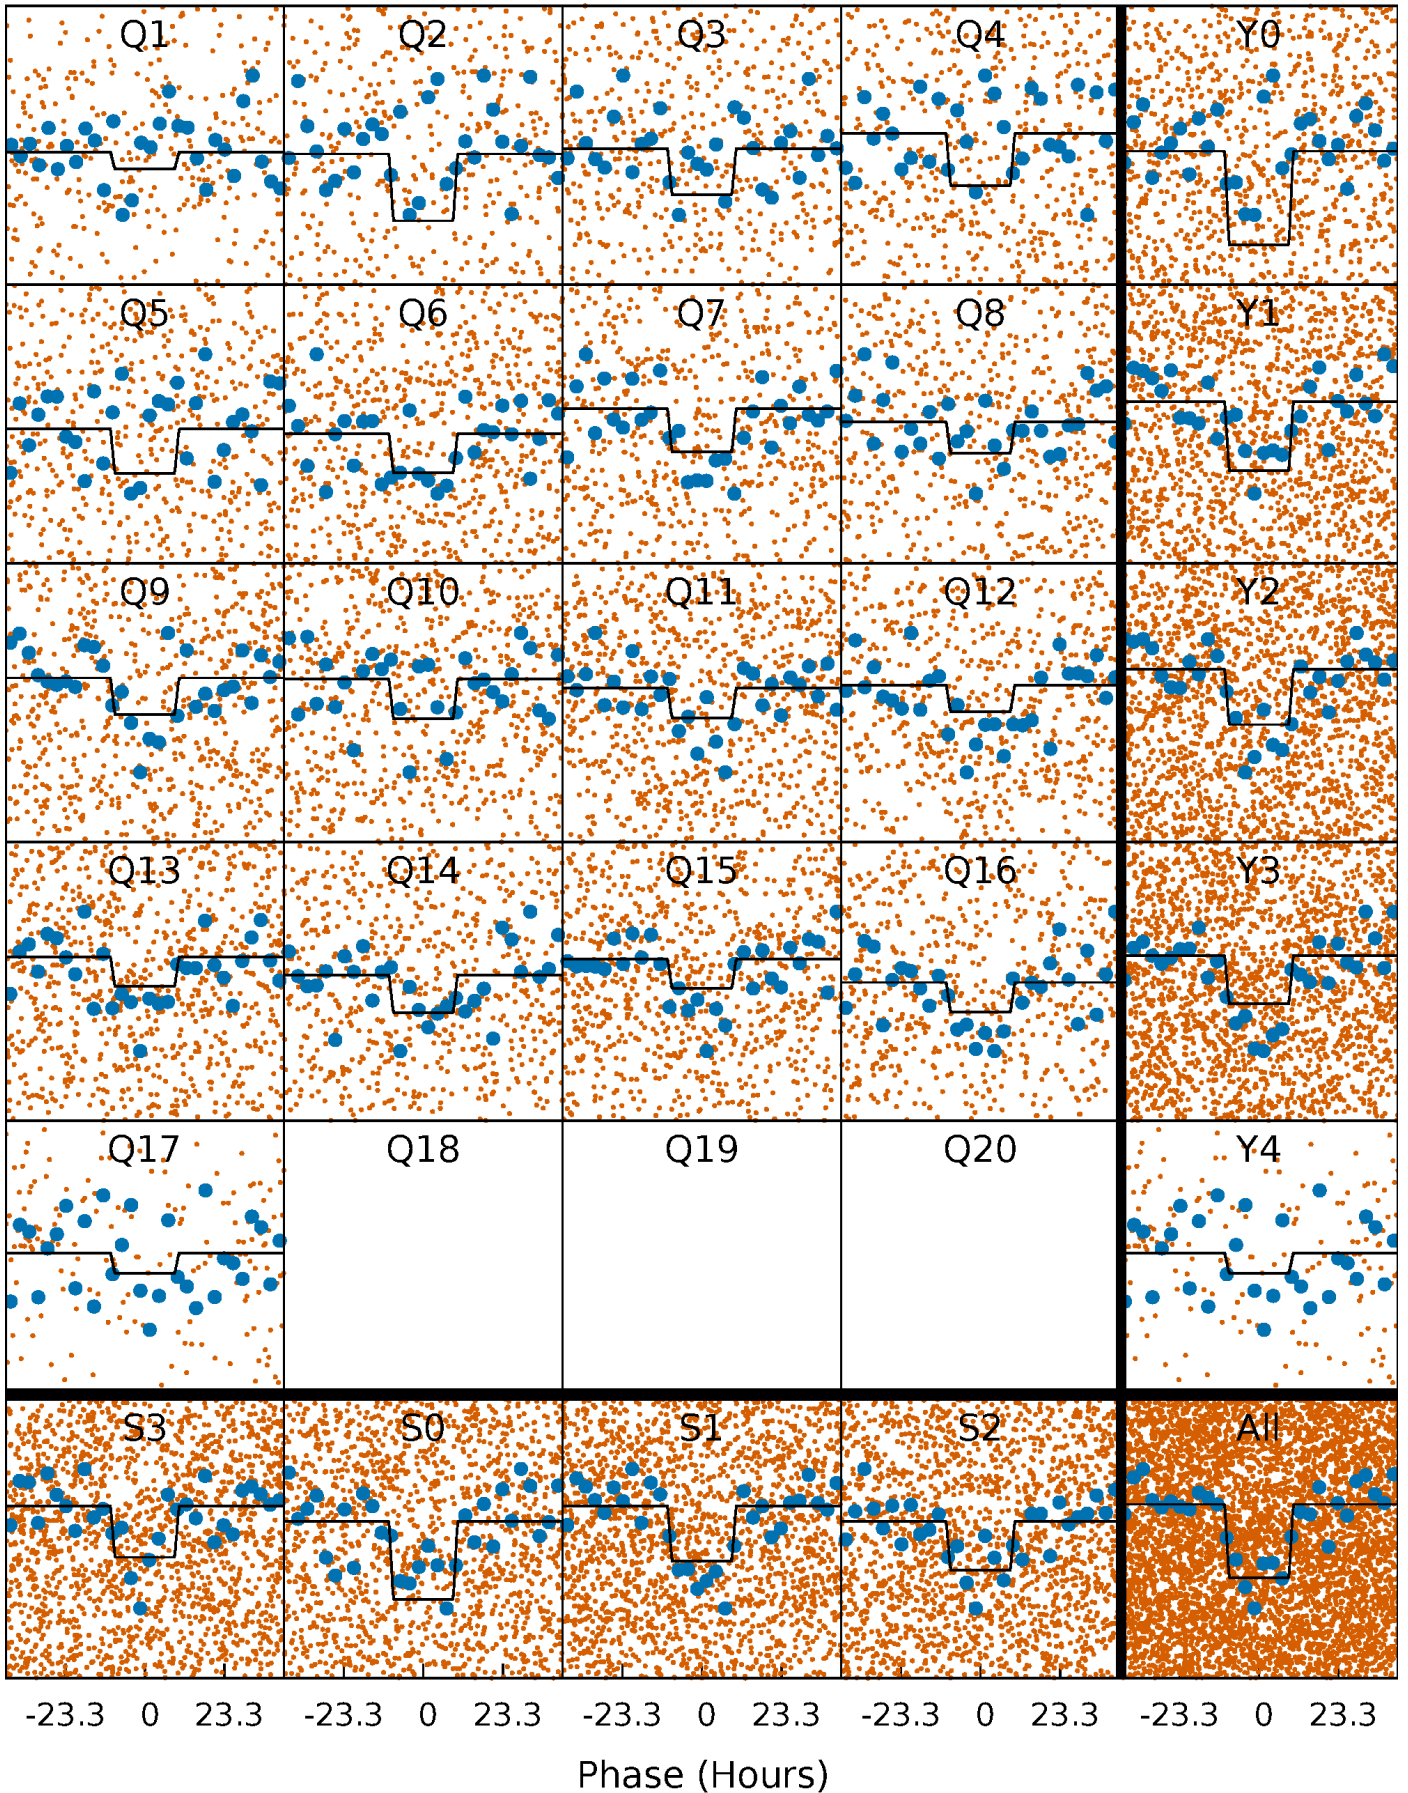 Q1 Q2 Q3 Q4 Y0
Q5 Q6 Q7 Q8 Y1
Q9 Q10 Q11 Q12 Y2
Q13 Q14 Q15 Q16 Y3
Q17 Q18 Q19 Q20 Y4
S3 S0 S1 S2 All
-23.3 0 23.3 -23.3 0 23.3 -23.3 0 23.3 -23.3 0 23.3 -23.3 0 23.3
Phase (Hours)